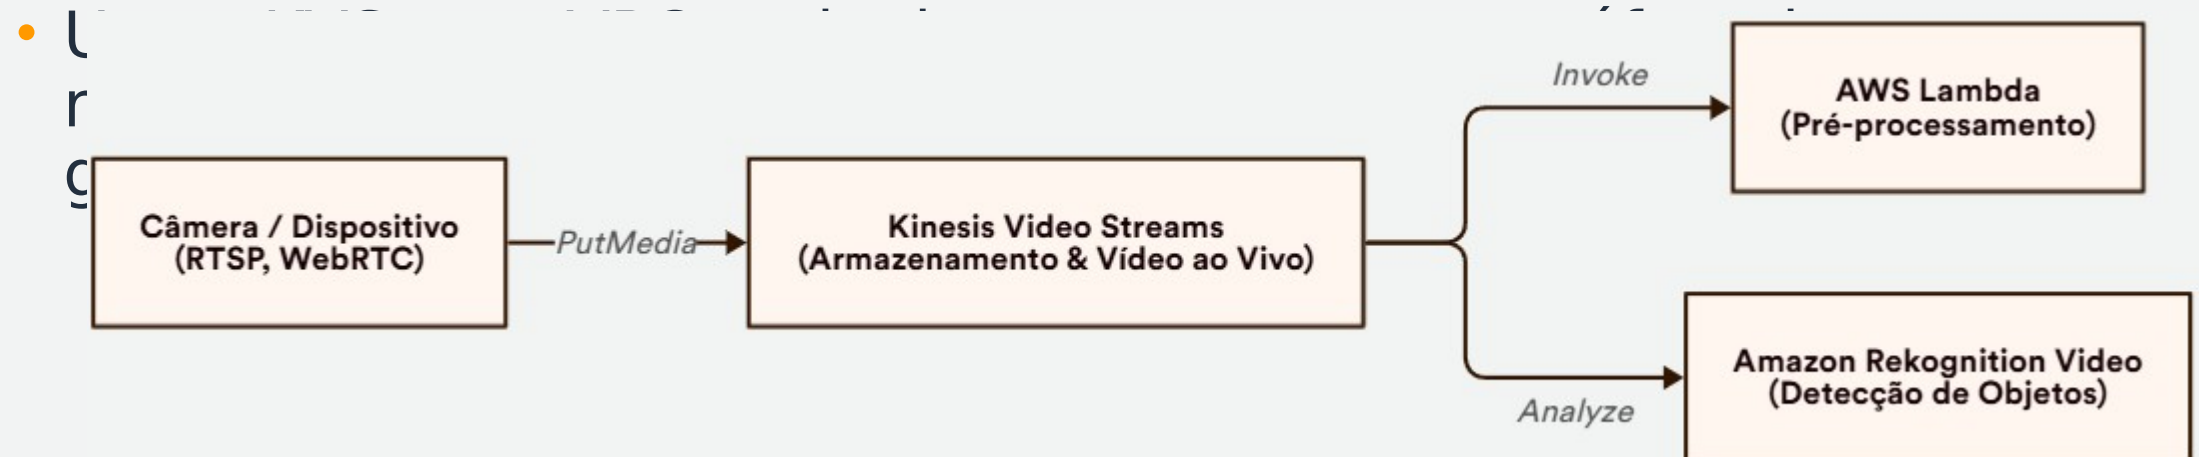 Invoke
AWS Lambda
(Pré-processamento)
Câmera / Dispositivo
(RTSP, WebRTC)
PutMedia
Kinesis Video Streams
(Armazenamento & Vídeo ao Vivo)
Amazon Rekognition Video
(Detecção de Objetos)
Analyze